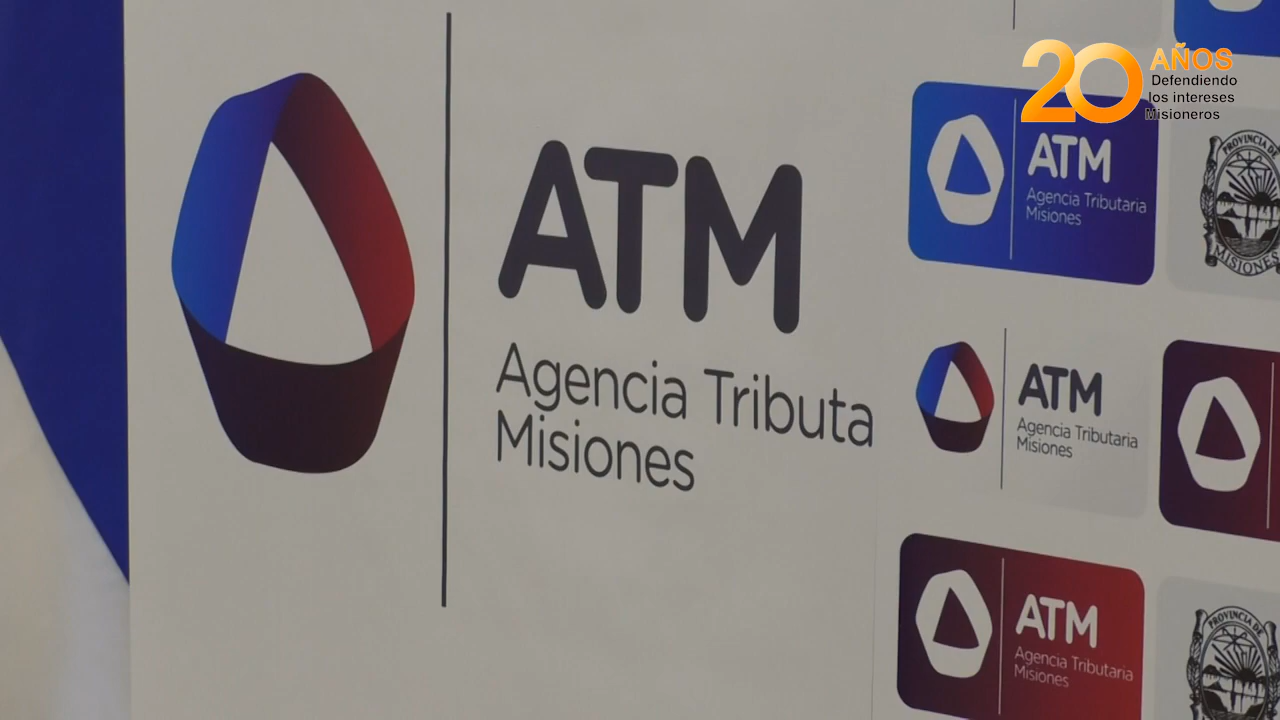 20 AÑOS
Defendiendo
los intereses
Misioneros
ATM
Agencia Tributa
Misiones
ATM
Agencia Tributaria
Misiones
PROVINCIA DE
MISIONES
ATM
Agencia Tributaria
Misiones
ATM
Agencia Tributaria
Misiones
PROVINCIA DE